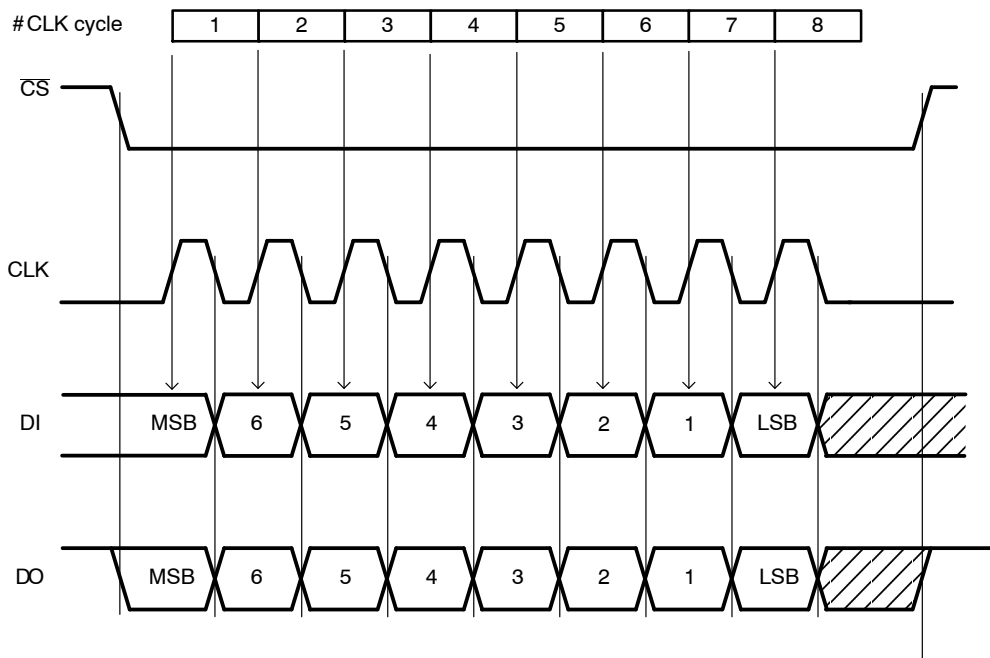 #CLK cycle 1 2 3 4 5 6 7 8
CS
CLK
DI MSB 6 5 4 3 2 1 LSB
DO MSB 6 5 4 3 2 1 LSB